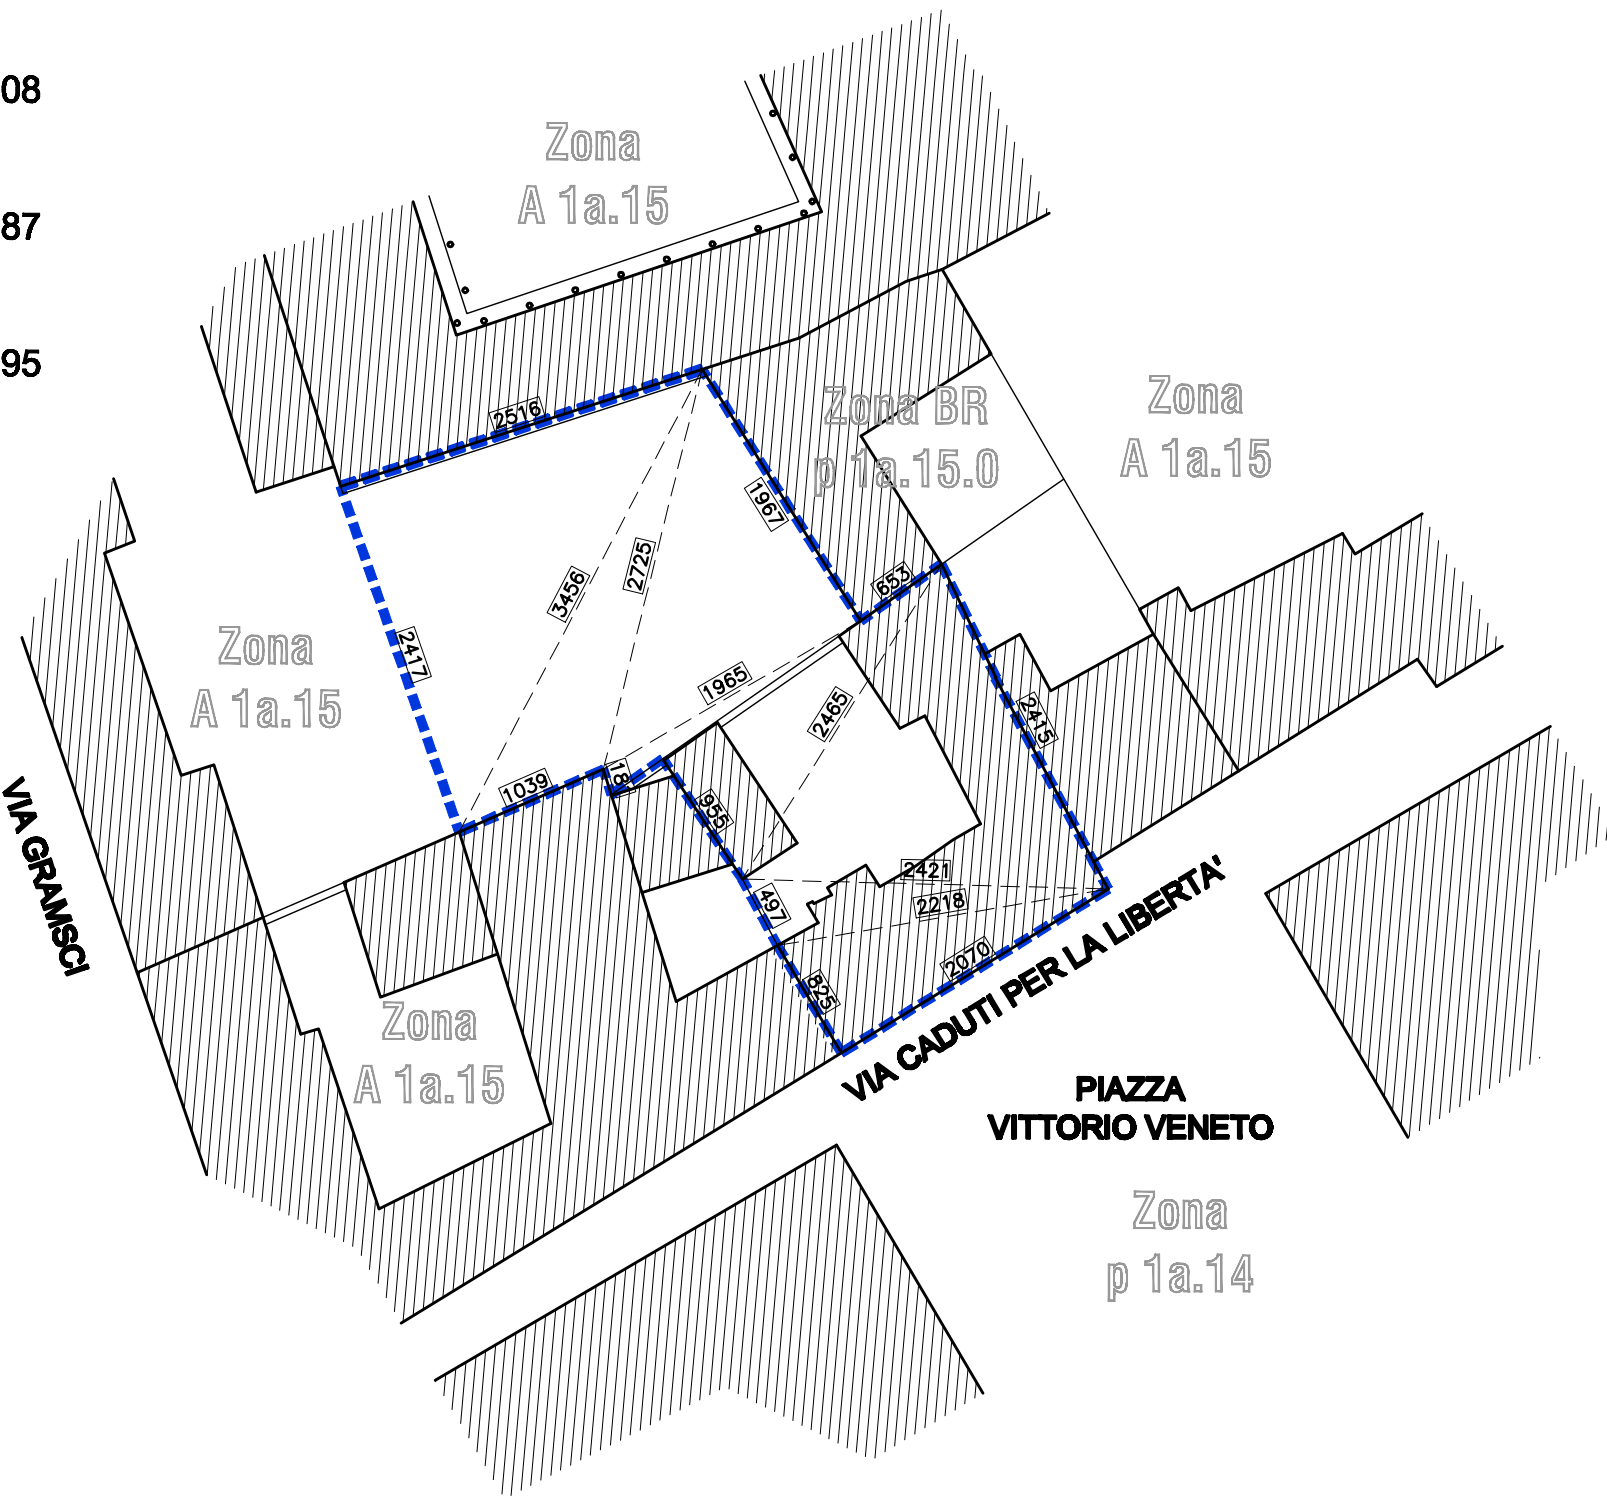 08
Zona
A 1a.15
87
95
Zona BR
p 1a.15.0
Zona
A 1a.15
2516
1967
3456
2725
653
2417
Zona
A 1a.15
1965
2465
2415
1039
955
2421
497
2218
2070
825
VIA GRAMSCI
VIA CADUTI PER LA LIBERTA'
Zona
A 1a.15
PIAZZA
VITTORIO VENETO
Zona
p 1a.14